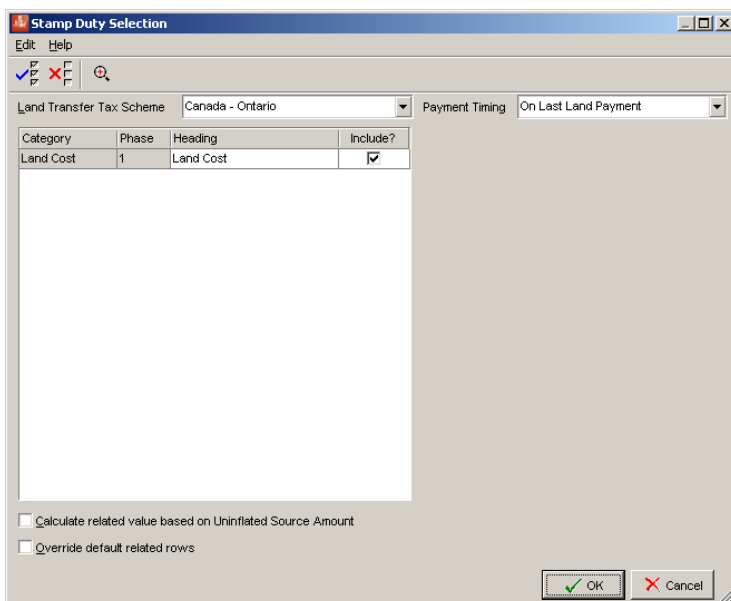 Stamp Duty Selection
Edit Help
Land Transfer Tax Scheme Canada - Ontario Payment Timing On Last Land Payment
Category Phase Heading Include?
Land Cost 1 Land Cost
Calculate related value based on Uninflated Source Amount
Override default related rows
OK Cancel